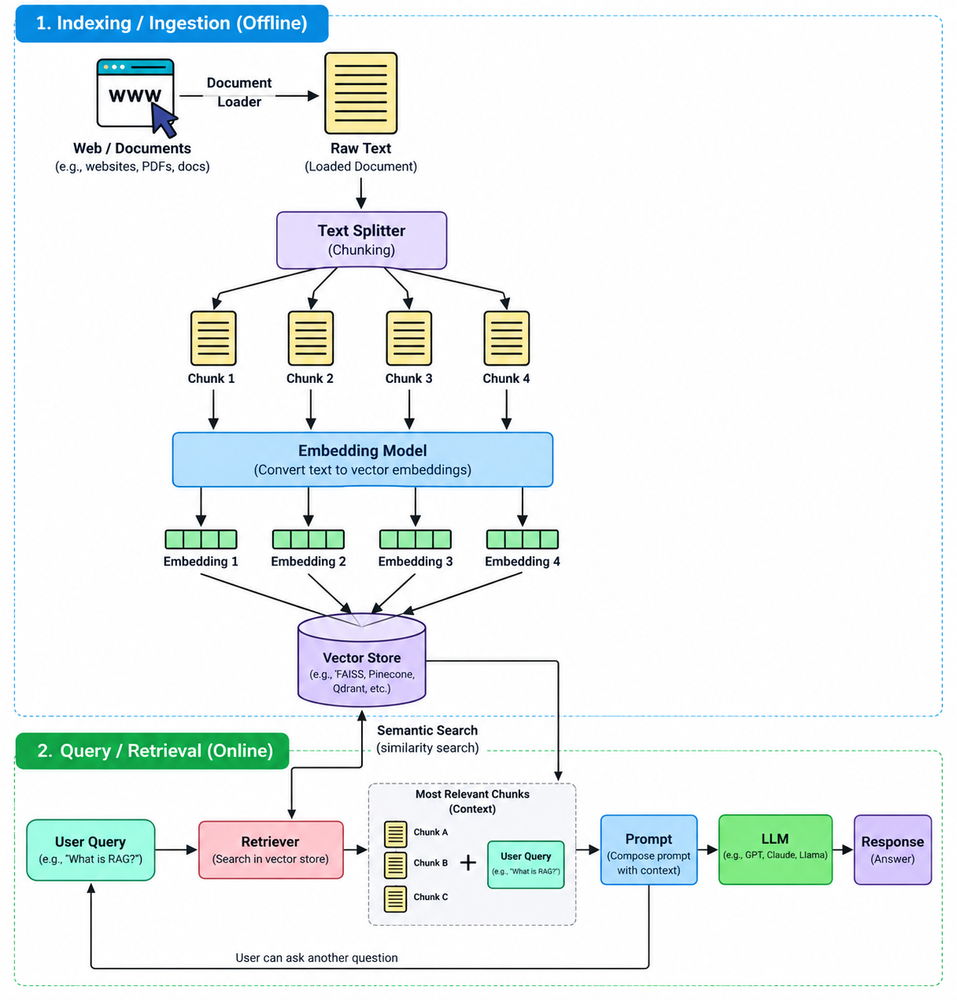 1. Indexing / Ingestion (Offline)
WWW
Document
Loader
Web / Documents
(e.g., websites, PDFs, docs)
Raw Text
(Loaded Document)
Text Splitter
(Chunking)
Chunk 1
Chunk 2
Chunk 3
Chunk 4
Embedding Model
(Convert text to vector embeddings)
Embedding 1
Embedding 2
Embedding 3
Embedding 4
Vector Store
(e.g., 'FAISS, Pinecone,
Qdrant, etc.)
Semantic Search
(similarity search)
2. Query / Retrieval (Online)
User Query
(e.g., "What is RAG?")
Retriever
(Search in vector store)
Most Relevant Chunks
(Context)
Chunk A
Chunk B
Chunk C
+
User Query
(e.g., "What is RAG?")
Prompt
(Compose prompt
with context)
LLM
(e.g., GPT, Claude, Llama)
Response
(Answer)
User can ask another question